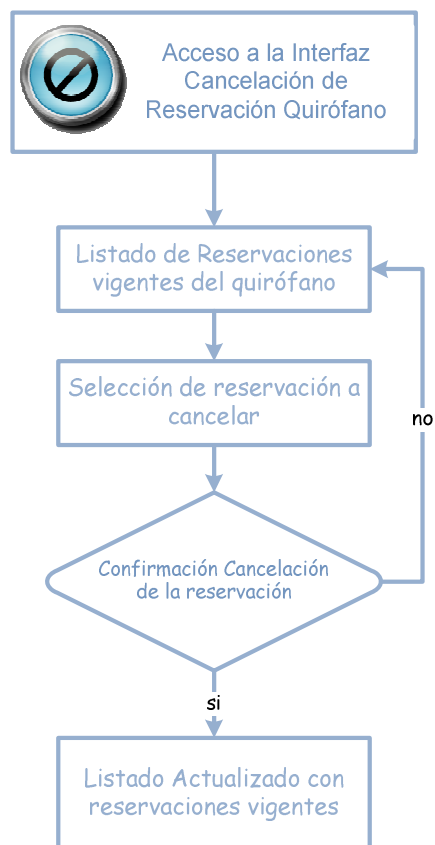 Acceso a la Interfaz
Cancelación de
Reservación Quirófano
Listado de Reservaciones
vigentes del quirófano
Selección de reservación a
cancelar
no
Confirmación Cancelación
de la reservación
si
Listado Actualizado con
reservaciones vigentes